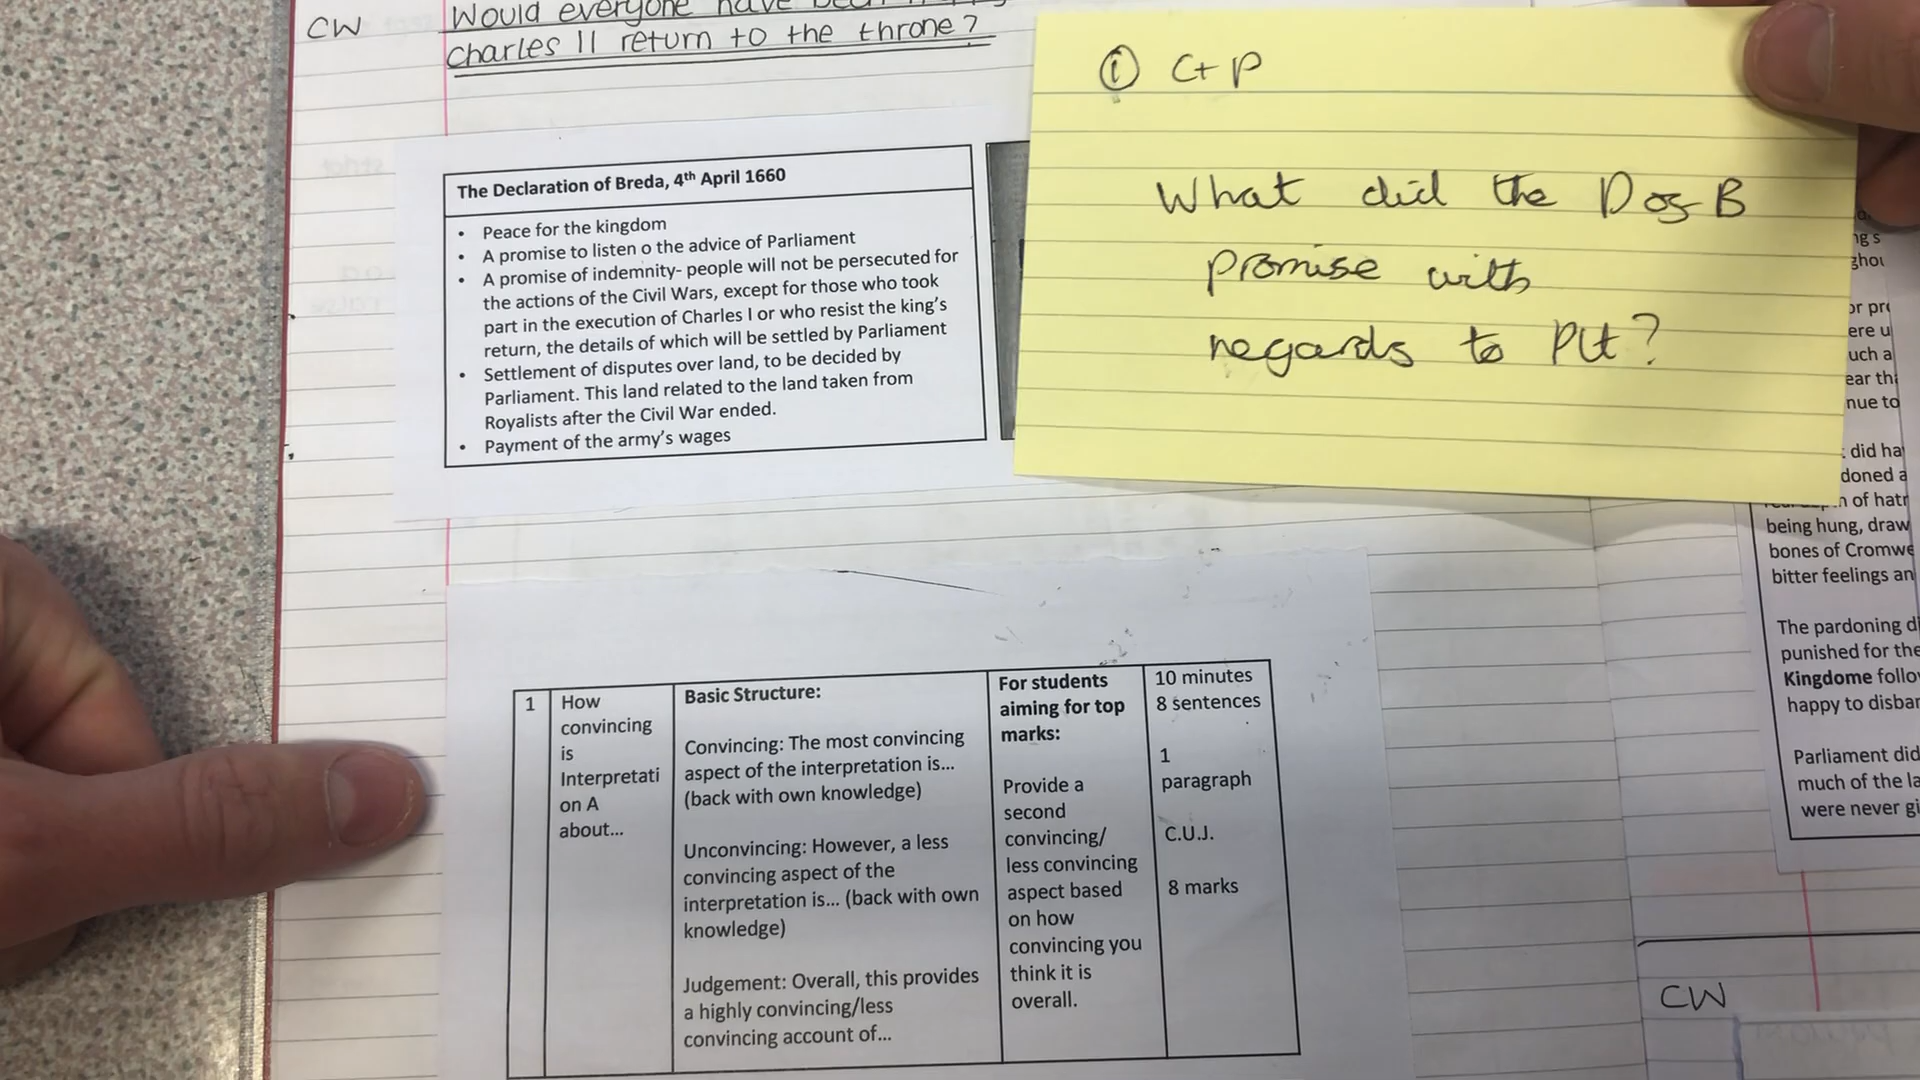 CW
Would everyone have
Charles II return to the throne?
① C+P
What did the DofB
promise with
regards to Plt?
The Declaration of Breda, 4th April 1660
• Peace for the kingdom
• A promise to listen o the advice of Parliament
• A promise of indemnity- people will not be persecuted for
the actions of the Civil Wars, except for those who took
part in the execution of Charles I or who resist the king's
return, the details of which will be settled by Parliament
• Settlement of disputes over land, to be decided by
Parliament. This land related to the land taken from
Royalists after the Civil War ended.
• Payment of the army's wages
1
How
convincing
is
Interpretati
on A
about...
Basic Structure:
Convincing: The most convincing
aspect of the interpretation is...
(back with own knowledge)
Unconvincing: However, a less
convincing aspect of the
interpretation is... (back with own
knowledge)
Judgement: Overall, this provides
a highly convincing/less
convincing account of...
For students
aiming for top
marks:
Provide a
second
convincing/
less convincing
aspect based
on how
convincing you
think it is
overall.
10 minutes
8 sentences
1
paragraph
C.U.J.
8 marks
nue to
did ha
doned a
of hatr
being hung, draw
bones of Cromwe
bitter feelings an
The pardoning d
punished for the
Kingdome follo
happy to disban
Parliament did
much of the la
were never gi
CW